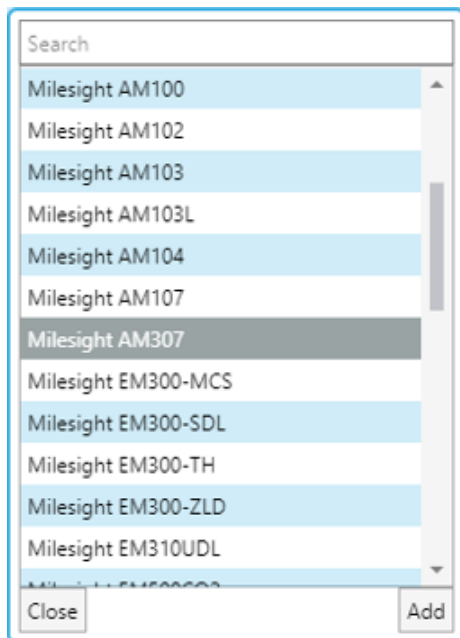 Search
Milesight AM100
Milesight AM102
Milesight AM103
Milesight AM103L
Milesight AM104
Milesight AM107
Milesight AM307
Milesight EM300-MCS
Milesight EM300-SDL
Milesight EM300-TH
Milesight EM300-ZLD
Milesight EM310UDL
Close
Add